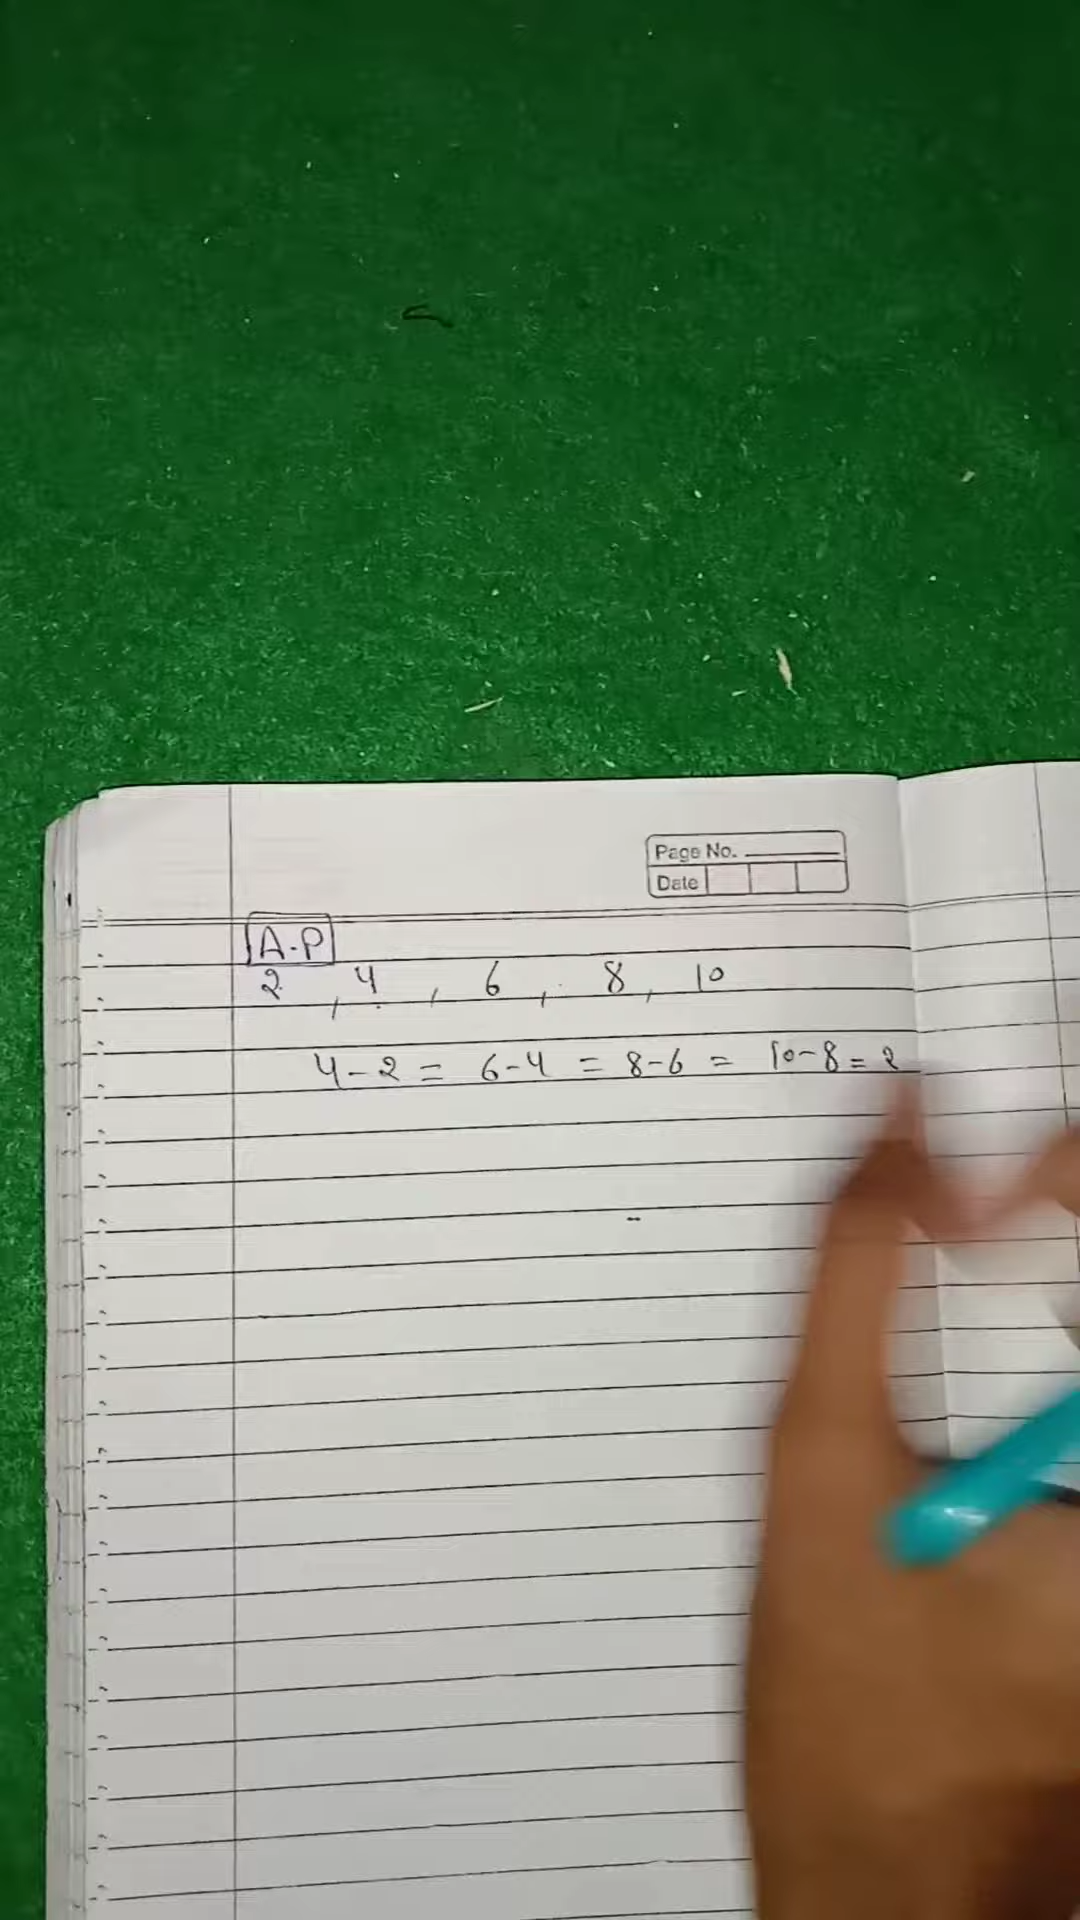 Page No.
Date
A.P
2, 4, 6, 8, 10
4-2 = 6-4 = 8-6 = 10-8 = 2